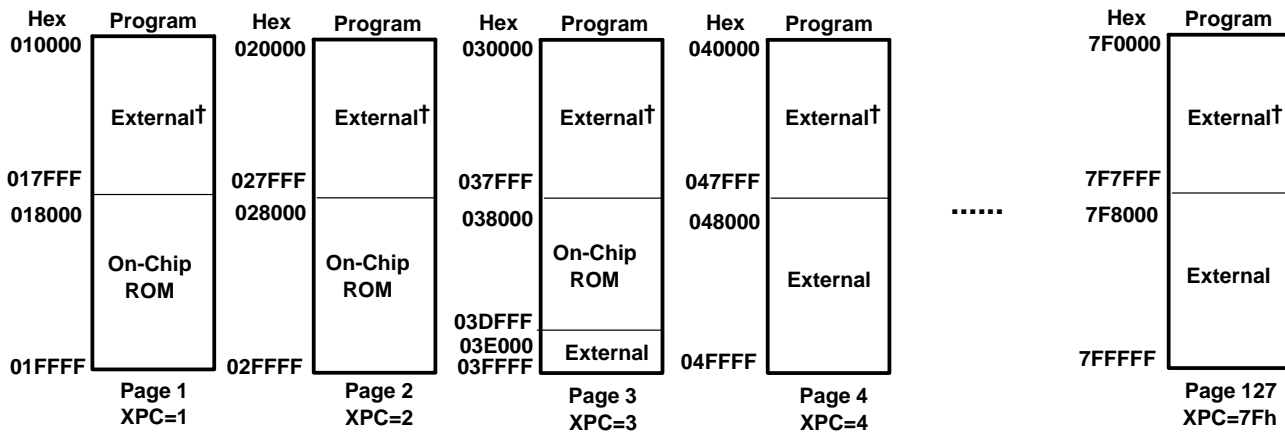 Hex Program
010000
External†
017FFF
018000
On-Chip
ROM
01FFFF
Page 1
XPC=1
Hex Program
020000
External†
027FFF
028000
On-Chip
ROM
02FFFF
Page 2
XPC=2
Hex Program
030000
External†
037FFF
038000
On-Chip
ROM
03DFFF
03E000
External
03FFFF
Page 3
XPC=3
Hex Program
040000
External†
047FFF
048000
External
04FFFF
Page 4
XPC=4
......
Hex Program
7F0000
External†
7F7FFF
7F8000
External
7FFFFF
Page 127
XPC=7Fh